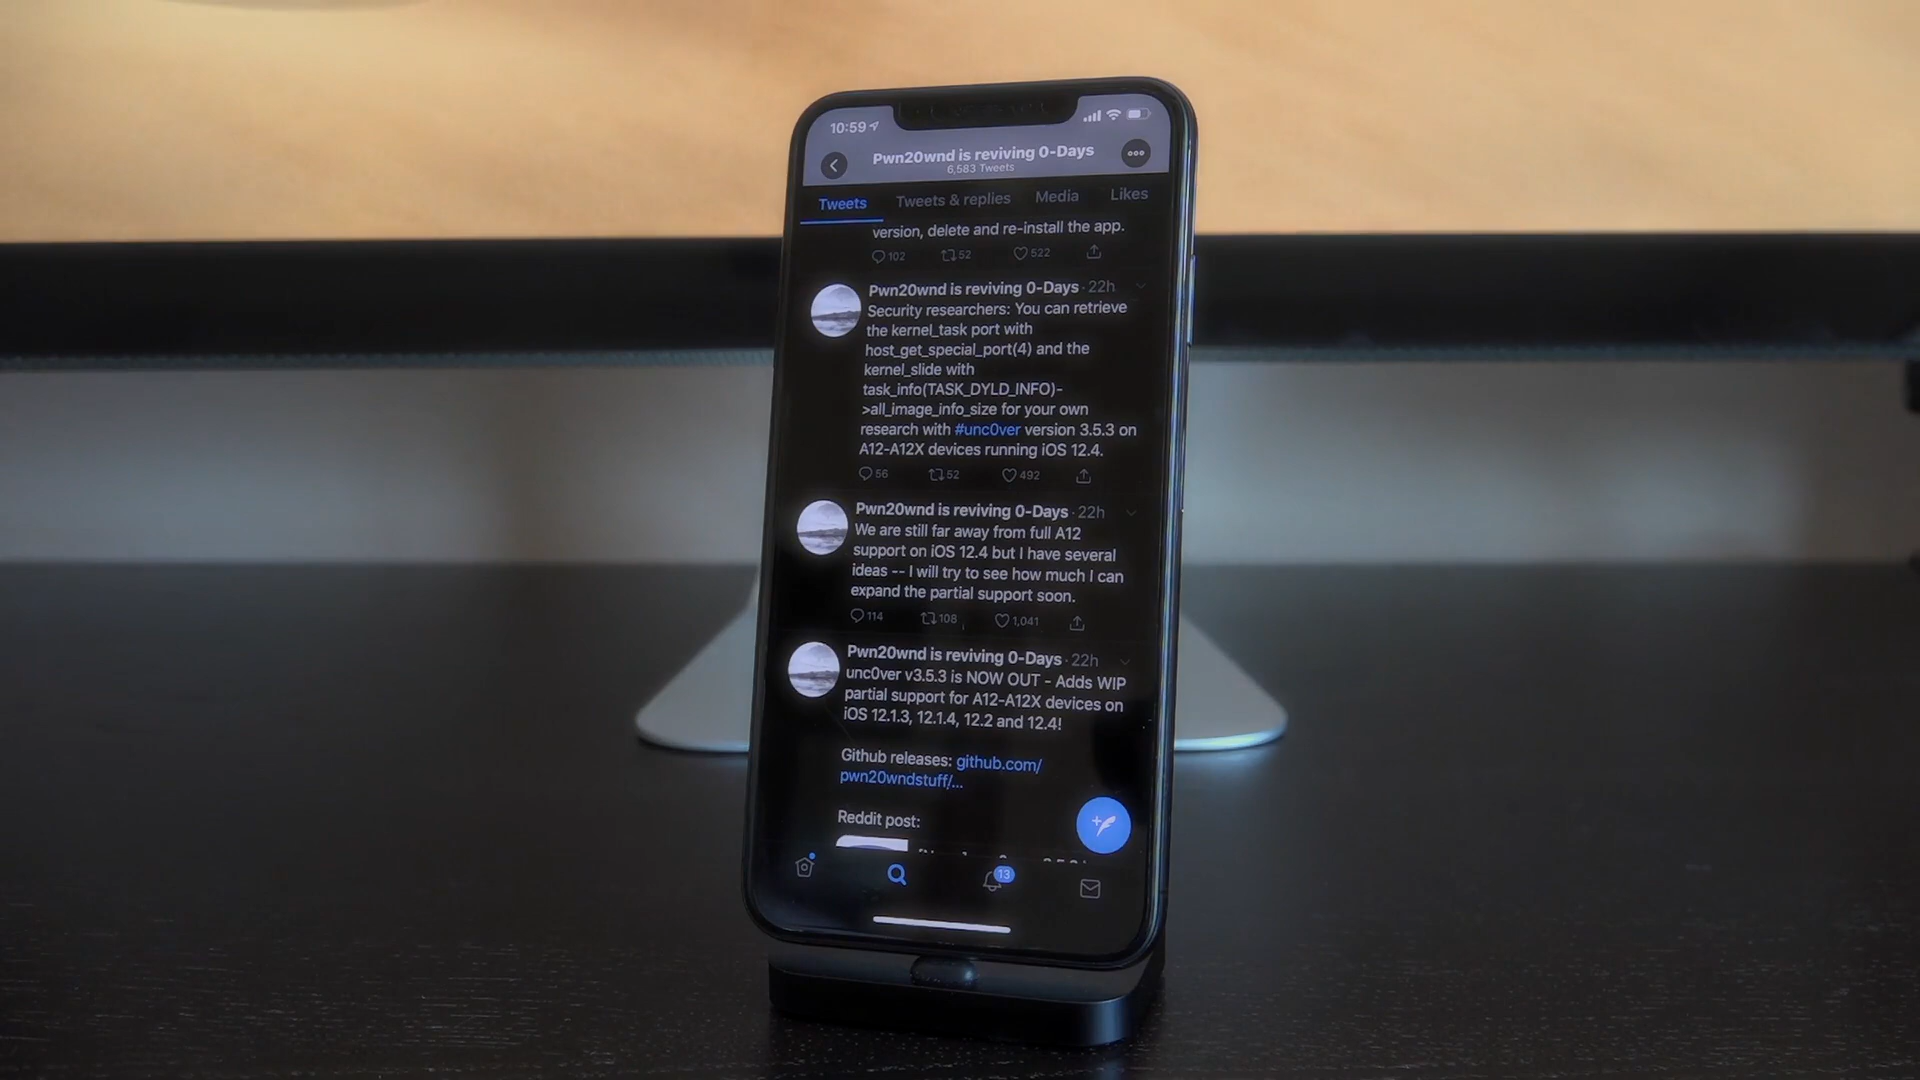 10:59
Pwn20wnd is reviving 0-Days
6,583 Tweets
Tweets Tweets & replies Media Likes
version, delete and re-install the app.
102 52 522
Pwn20wnd is reviving 0-Days · 22h
Security researchers: You can retrieve
the kernel_task port with
host_get_special_port(4) and the
kernel_slide with
task_info(TASK_DYLD_INFO)-
>all_image_info_size for your own
research with #unc0ver version 3.5.3 on
A12-A12X devices running iOS 12.4.
56 52 492
Pwn20wnd is reviving 0-Days · 22h
We are still far away from full A12
support on iOS 12.4 but I have several
ideas -- I will try to see how much I can
expand the partial support soon.
114 108 1,041
Pwn20wnd is reviving 0-Days · 22h
unc0ver v3.5.3 is NOW OUT - Adds WIP
partial support for A12-A12X devices on
iOS 12.1.3, 12.1.4, 12.2 and 12.4!
Github releases: github.com/
pwn20wndstuff/...
Reddit post:
13